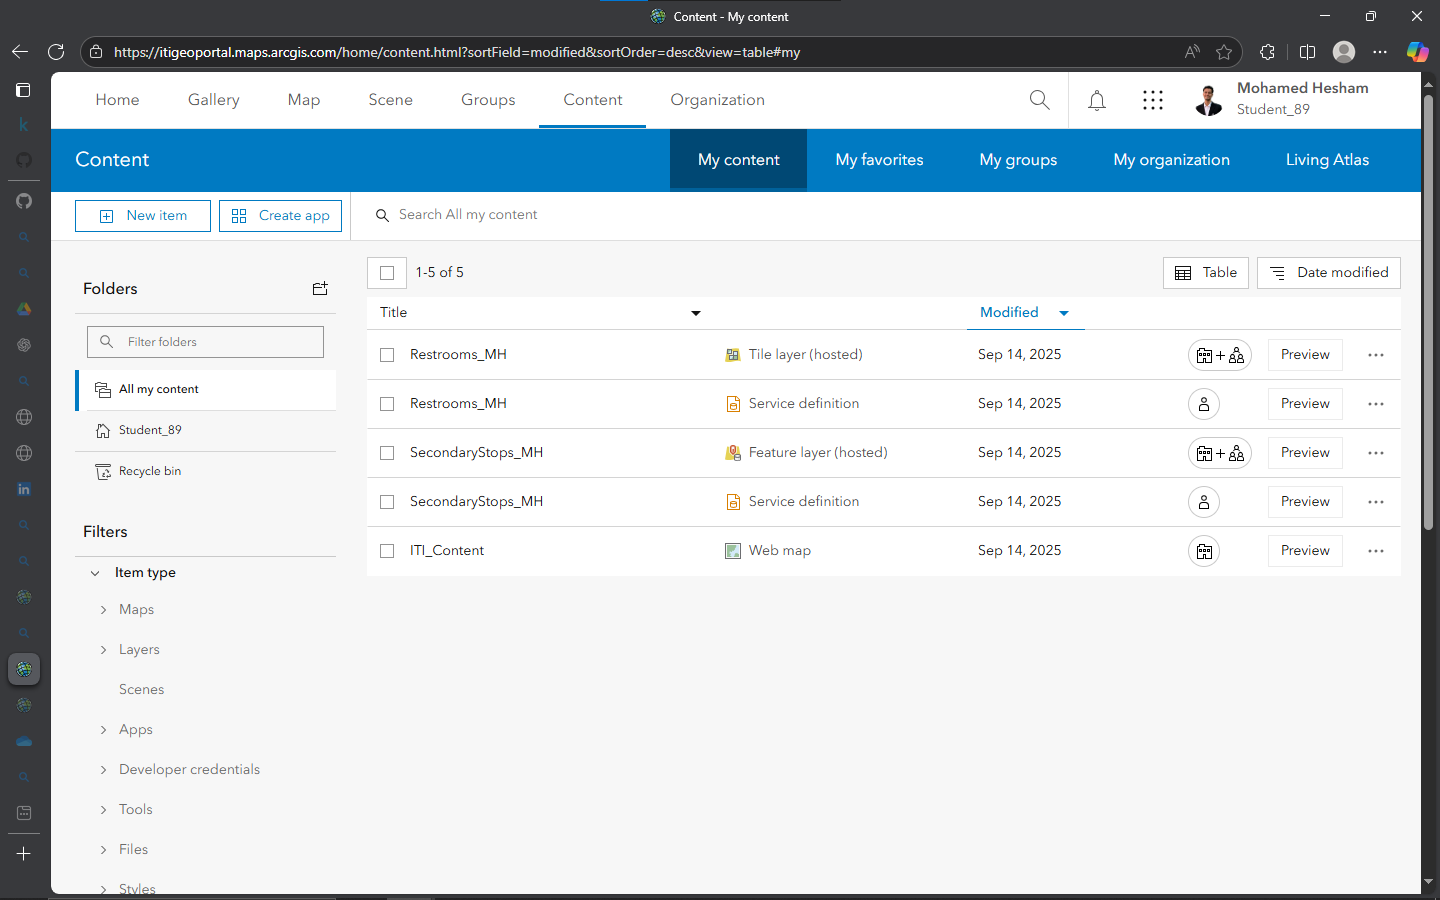 Content - My content
https://itigeoportal.maps.arcgis.com/home/content.html?sortField=modified&sortOrder=desc&view=table#my
Home Gallery Map Scene Groups Content Organization
Mohamed Hesham
Student_89
Content My content My favorites My groups My organization Living Atlas
New item Create app Search All my content
Folders
Filter folders
All my content
Student_89
Recycle bin
Filters
Item type
Maps
Layers
Scenes
Apps
Developer credentials
Tools
Files
Styles
1-5 of 5 Table Date modified
Title Modified
Restrooms_MH Tile layer (hosted) Sep 14, 2025 Preview
Restrooms_MH Service definition Sep 14, 2025 Preview
SecondaryStops_MH Feature layer (hosted) Sep 14, 2025 Preview
SecondaryStops_MH Service definition Sep 14, 2025 Preview
ITI_Content Web map Sep 14, 2025 Preview